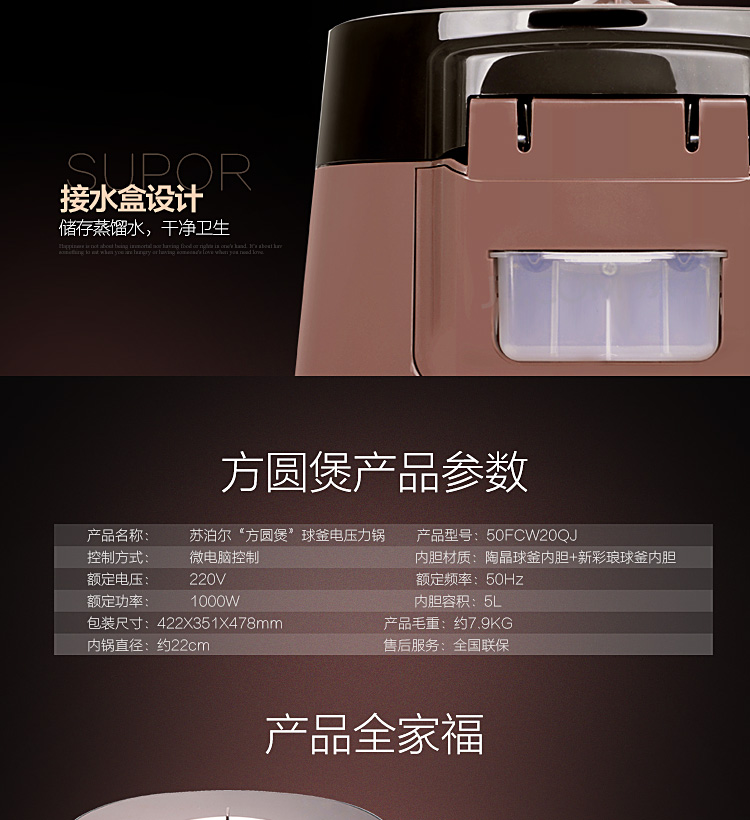 SUPOR
接水盒设计
储存蒸馏水，干净卫生
方圆煲产品参数
产品名称： 苏泊尔“方圆煲”球釜电压力锅 产品型号：50FCW20QJ
控制方式： 微电脑控制 内胆材质：陶晶球釜内胆+新彩琅球釜内胆
额定电压： 220V 额定频率：50Hz
额定功率： 1000W 内胆容积：5L
包装尺寸：422X351X478mm 产品毛重：约7.9KG
内锅直径：约22cm 售后服务：全国联保
产品全家福